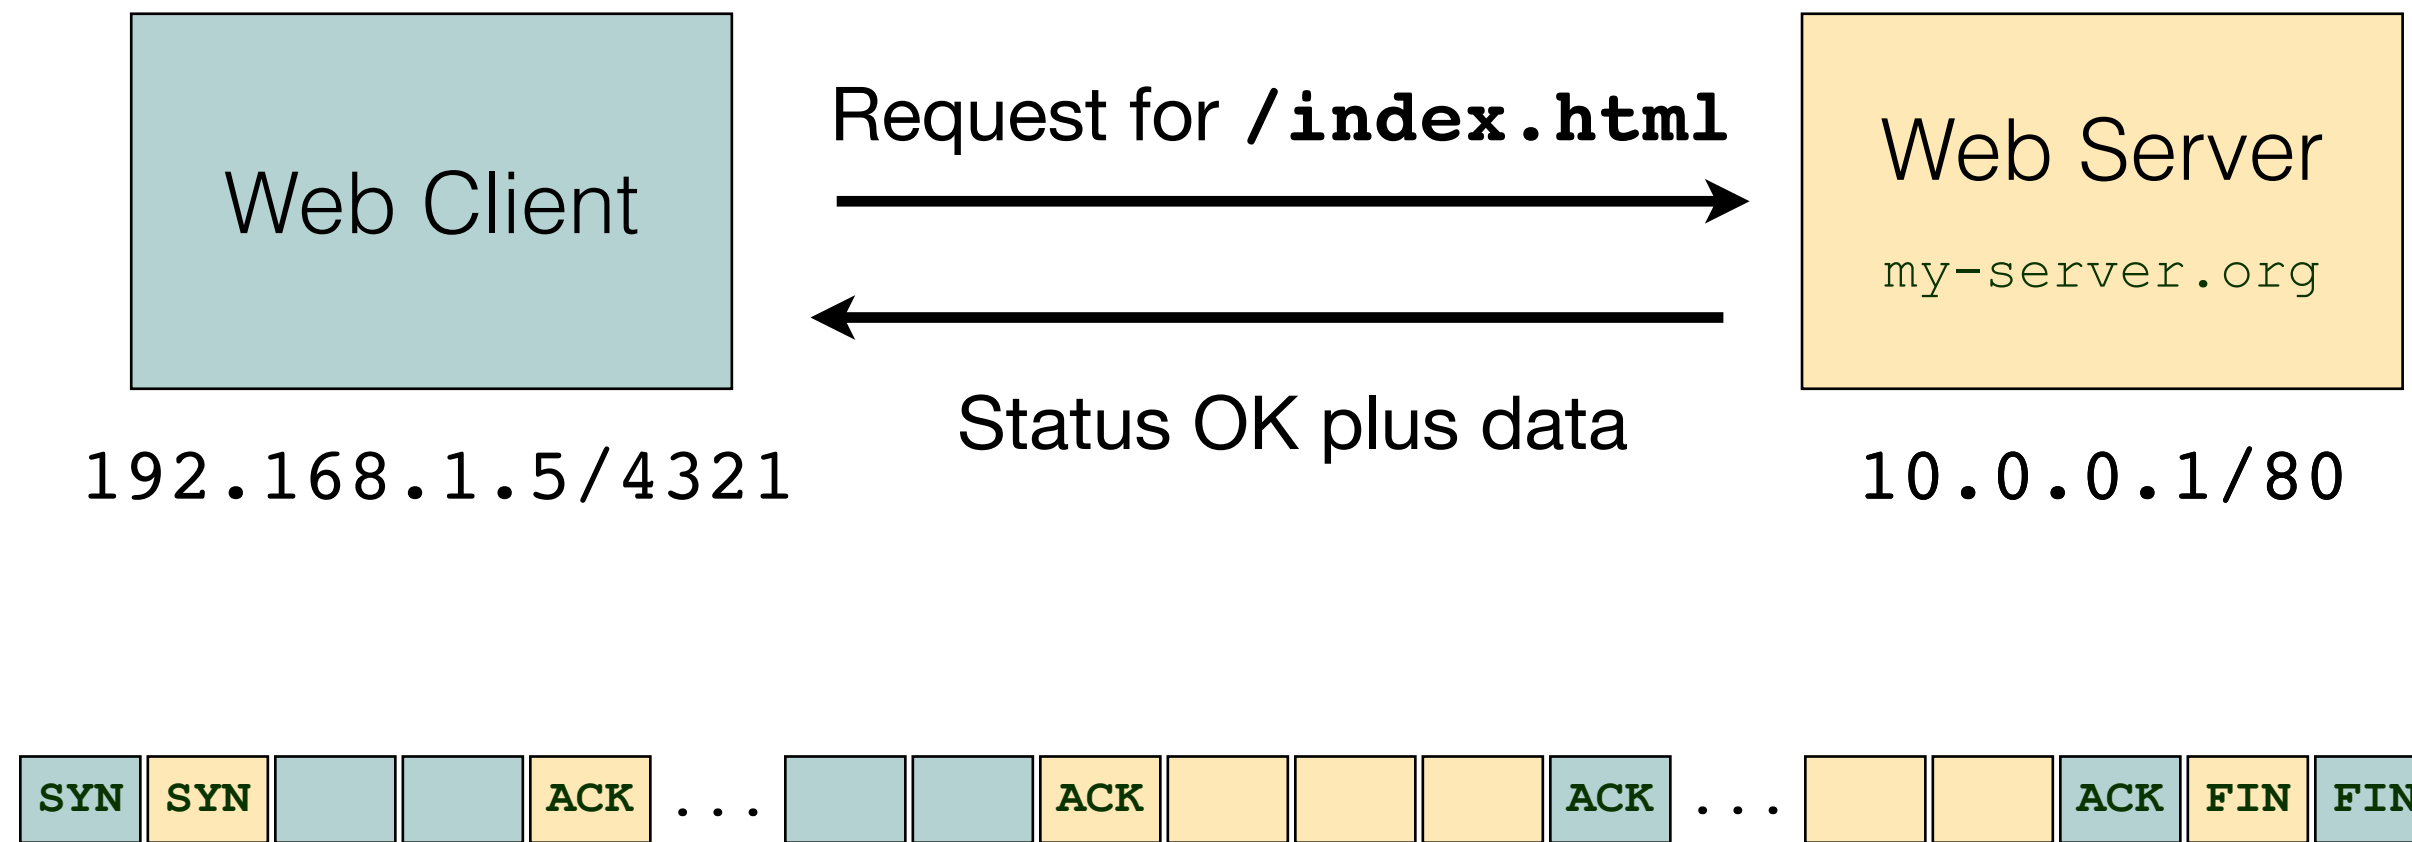 Web Client
Request for /index.html
Status OK plus data
Web Server
my-server.org
192.168.1.5/4321
10.0.0.1/80
SYN SYN ACK ... ACK ACK ... ACK FIN FIN